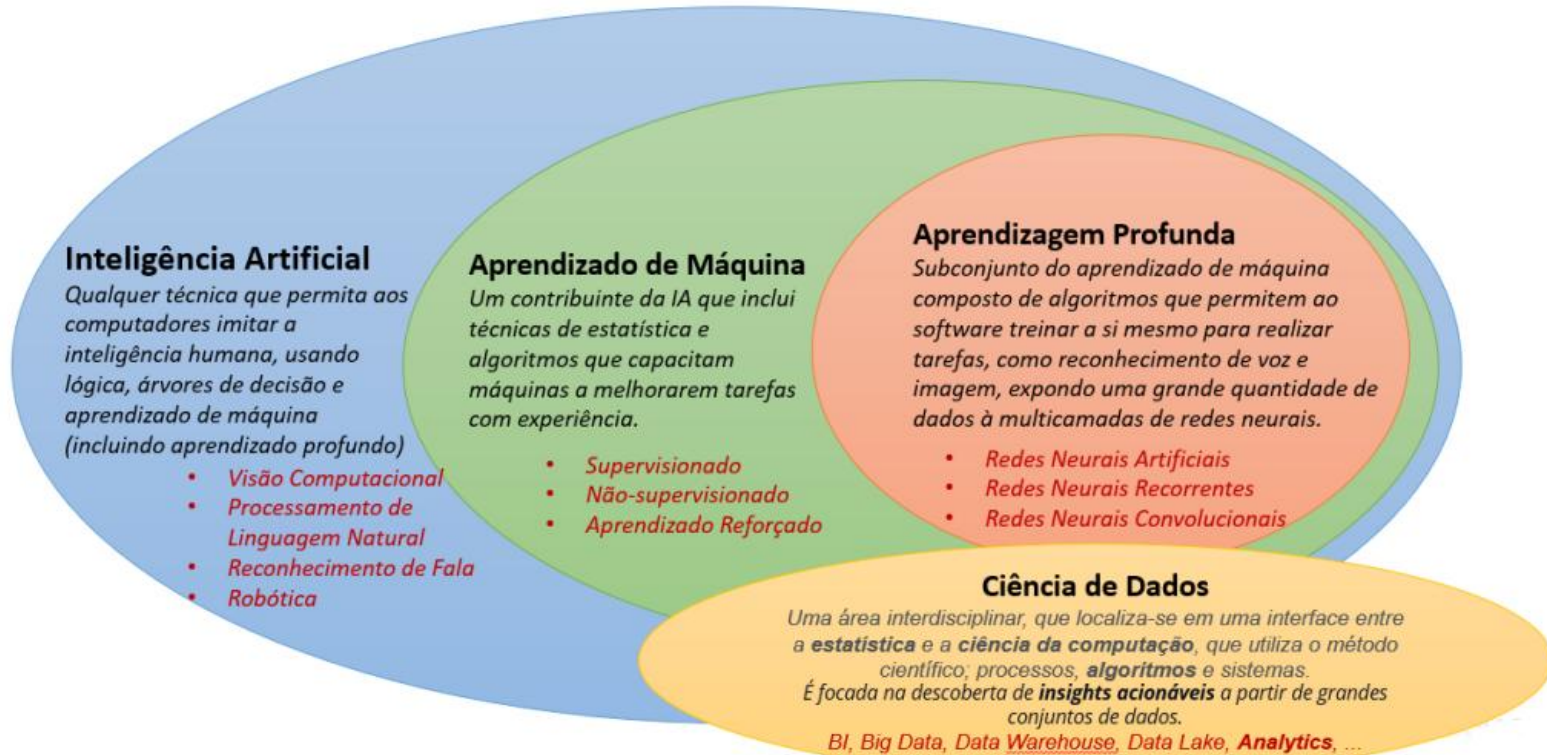 Inteligência Artificial
Qualquer técnica que permita aos
computadores imitar a
inteligência humana, usando
lógica, árvores de decisão e
aprendizado de máquina
(incluindo aprendizado profundo)
• Visão Computacional
• Processamento de
Linguagem Natural
• Reconhecimento de Fala
• Robótica
Aprendizado de Máquina
Um contribuinte da IA que inclui
técnicas de estatística e
algoritmos que capacitam
máquinas a melhorarem tarefas
com experiência.
• Supervisionado
• Não-supervisionado
• Aprendizado Reforçado
Aprendizagem Profunda
Subconjunto do aprendizado de máquina
composto de algoritmos que permitem ao
software treinar a si mesmo para realizar
tarefas, como reconhecimento de voz e
imagem, expondo uma grande quantidade de
dados à multicamadas de redes neurais.
• Redes Neurais Artificiais
• Redes Neurais Recorrentes
• Redes Neurais Convolucionais
Ciência de Dados
Uma área interdisciplinar, que localiza-se em uma interface entre
a estatística e a ciência da computação, que utiliza o método
científico; processos, algoritmos e sistemas.
É focada na descoberta de insights acionáveis a partir de grandes
conjuntos de dados.
BI, Big Data, Data Warehouse, Data Lake, Analytics, ...